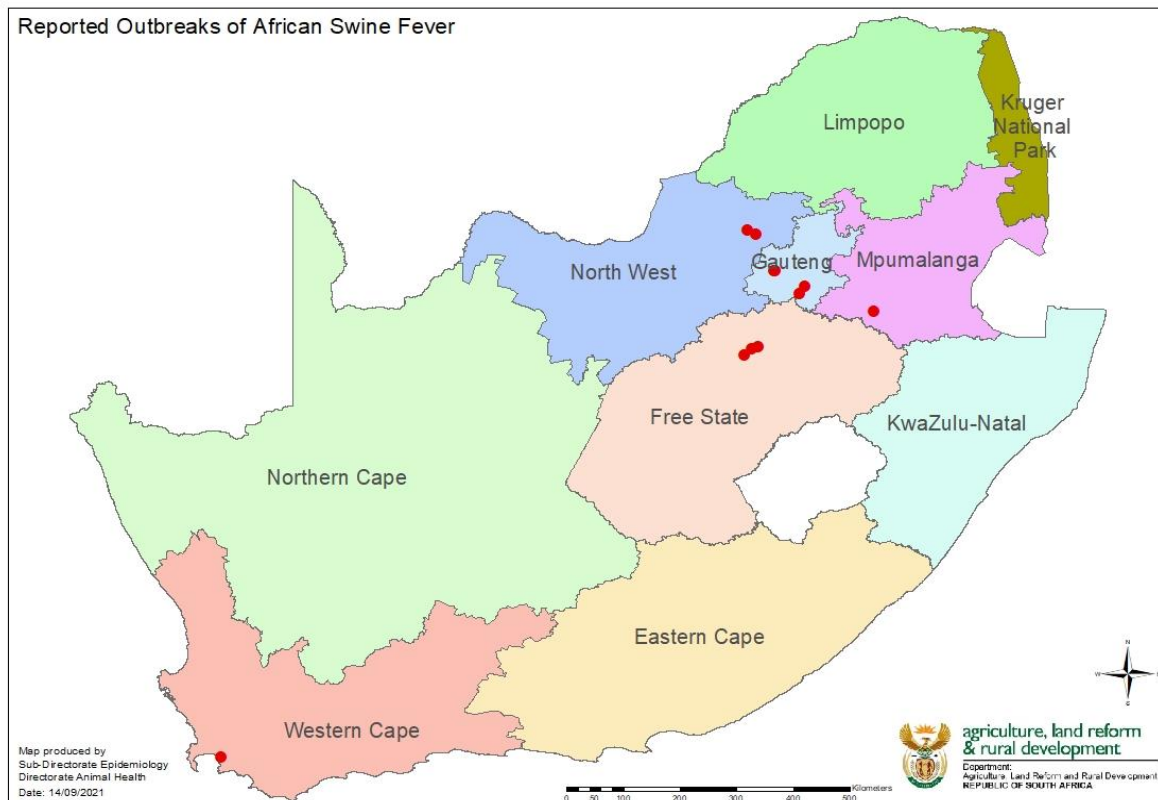 Reported Outbreaks of African Swine Fever
Limpopo
Kruger
National
Park
North West
Gauteng
Mpumalanga
Free State
KwaZulu-Natal
Northern Cape
Eastern Cape
Western Cape
N
W
S
Map produced by
Sub-Directorate Epidemiology
Directorate Animal Health
Date: 14/09/2021
0 50 100 200 300 400 500 Kilometers
agriculture, land reform
& rural development
Department:
Agriculture, Land Reform and Rural Development
REPUBLIC OF SOUTH AFRICA